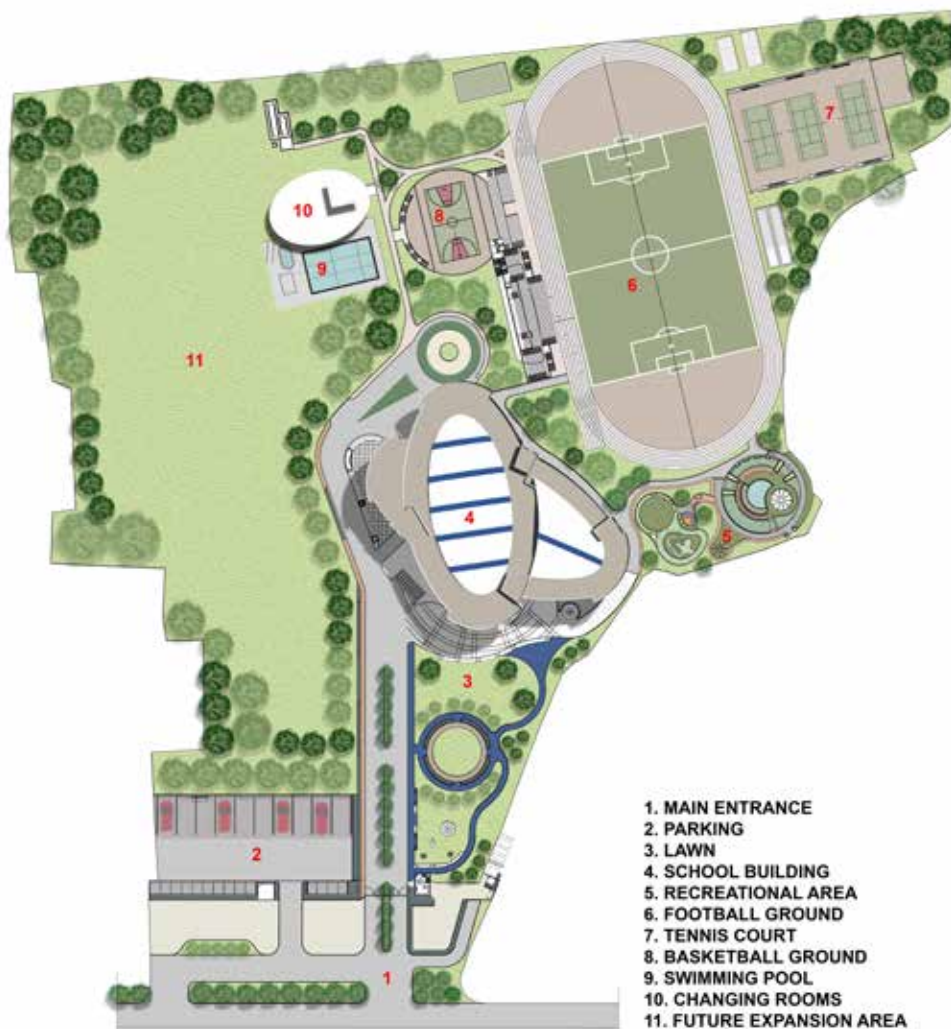 7
10
8
9
6
11
4
5
3
2
1
1. MAIN ENTRANCE
2. PARKING
3. LAWN
4. SCHOOL BUILDING
5. RECREATIONAL AREA
6. FOOTBALL GROUND
7. TENNIS COURT
8. BASKETBALL GROUND
9. SWIMMING POOL
10. CHANGING ROOMS
11. FUTURE EXPANSION AREA